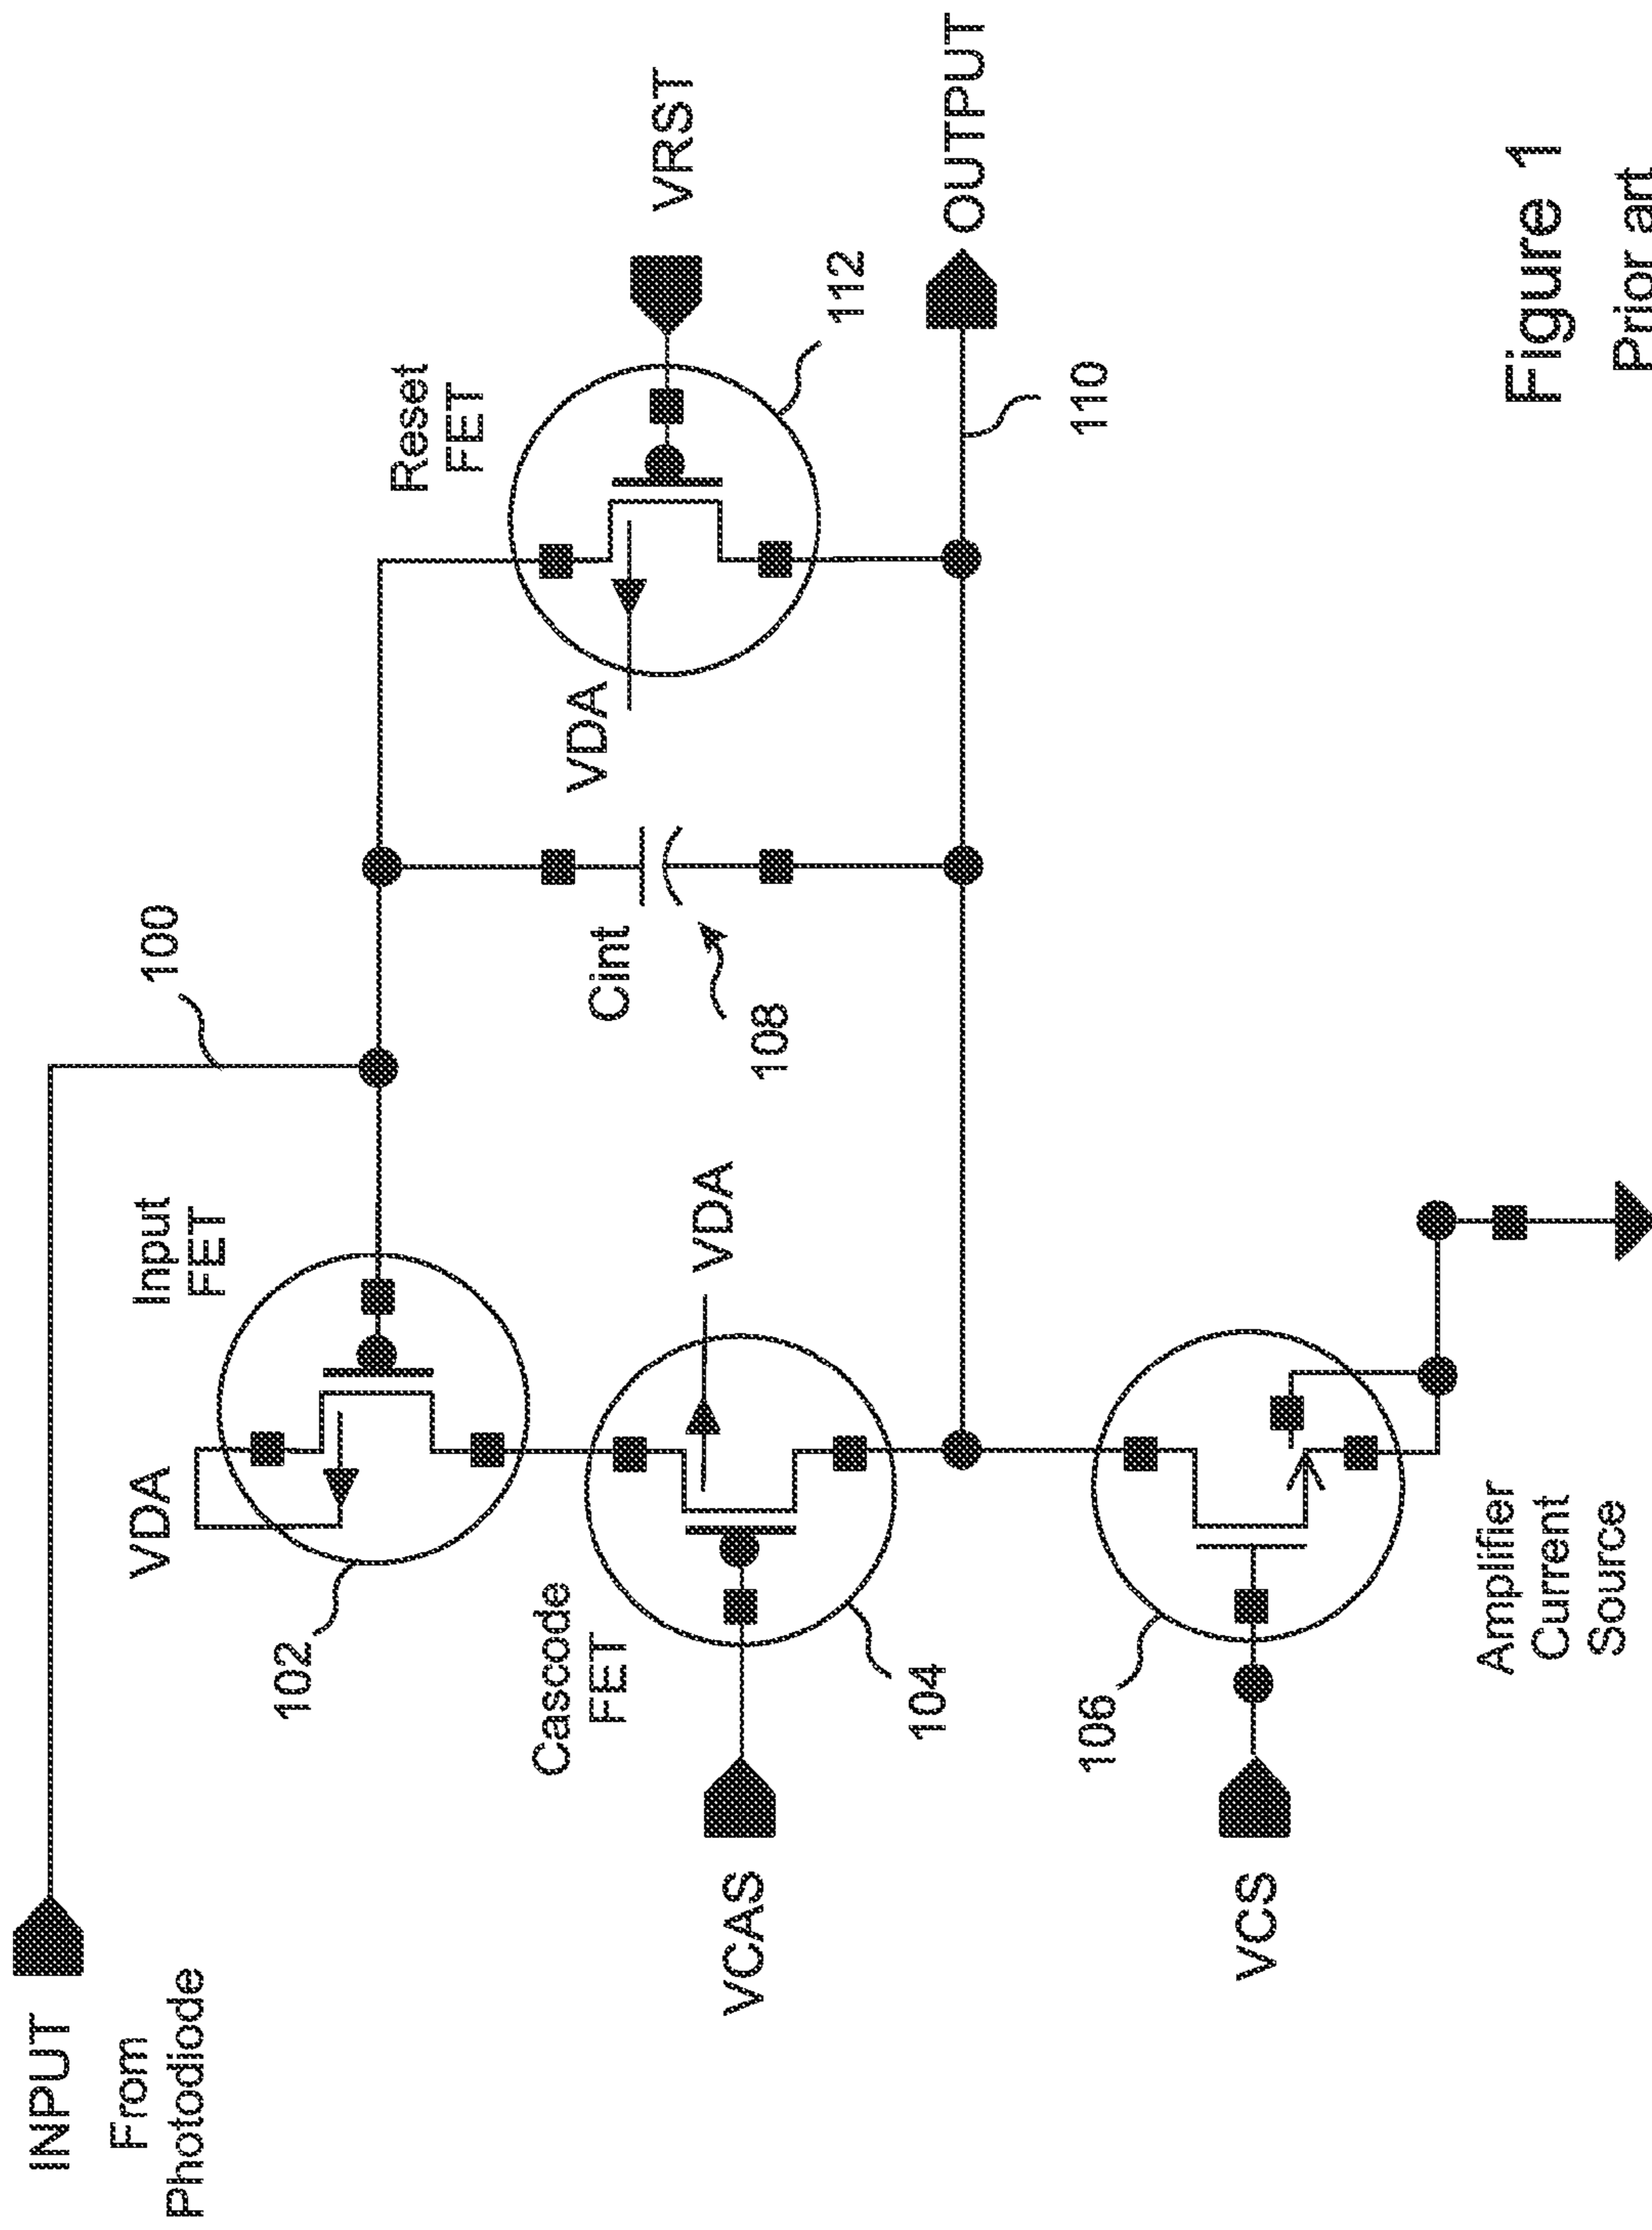 INPUT
From
Photodiode
100
VDA
Input
FET
102
Reset
FET
VRST
VDA
112
Cint
108
Cascode
FET
VDA
VCAS
104
OUTPUT
110
106
VCS
Amplifier
Current
Source
Figure 1
Prior art